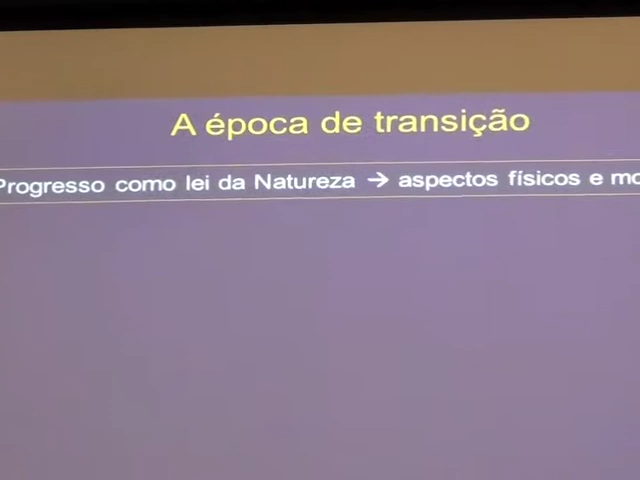 A época de transição
Progresso como lei da Natureza → aspectos físicos e